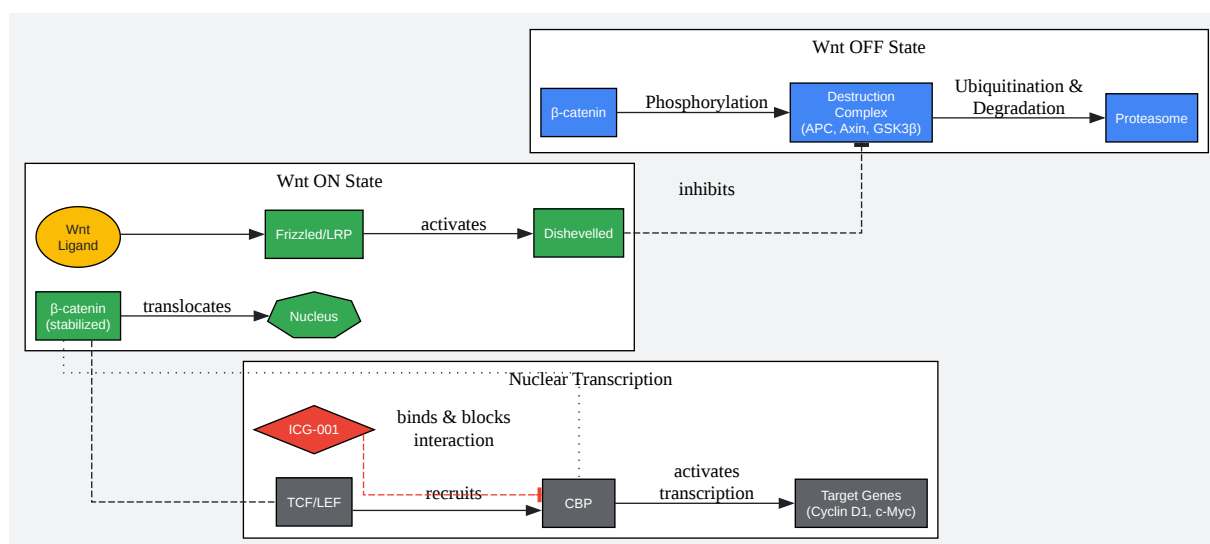 Wnt OFF State
β-catenin
Phosphorylation
Destruction
Complex
(APC, Axin, GSK3β)
Ubiquitination &
Degradation
Proteasome
inhibits
Wnt ON State
Wnt
Ligand
Frizzled/LRP
activates
Dishevelled
β-catenin
(stabilized)
translocates
Nucleus
Nuclear Transcription
ICG-001
binds & blocks
interaction
TCF/LEF
recruits
CBP
activates
transcription
Target Genes
(Cyclin D1, c-Myc)